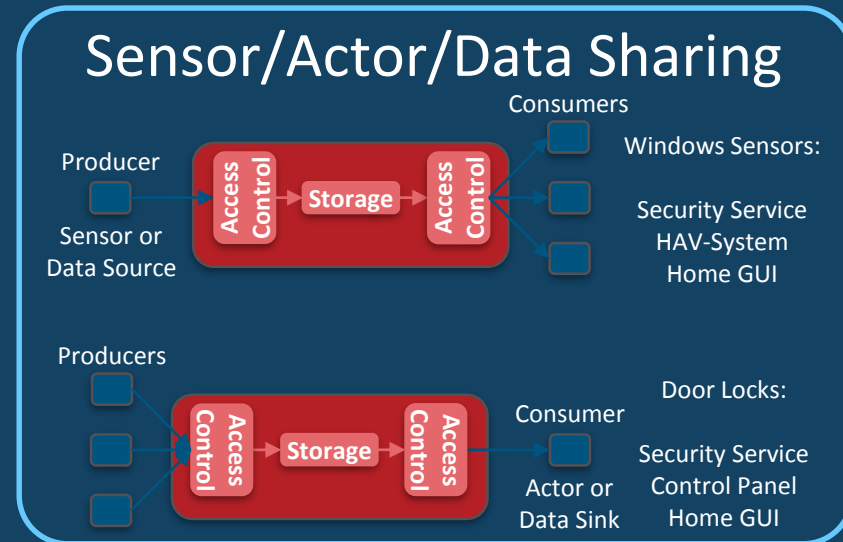 Sensor/Actor/Data Sharing
Consumers
Producer
Sensor or
Data Source
Access
Control
Storage
Access
Control
Windows Sensors:
Security Service
HAV-System
Home GUI
Producers
Access
Control
Storage
Access
Control
Consumer
Actor or
Data Sink
Door Locks:
Security Service
Control Panel
Home GUI